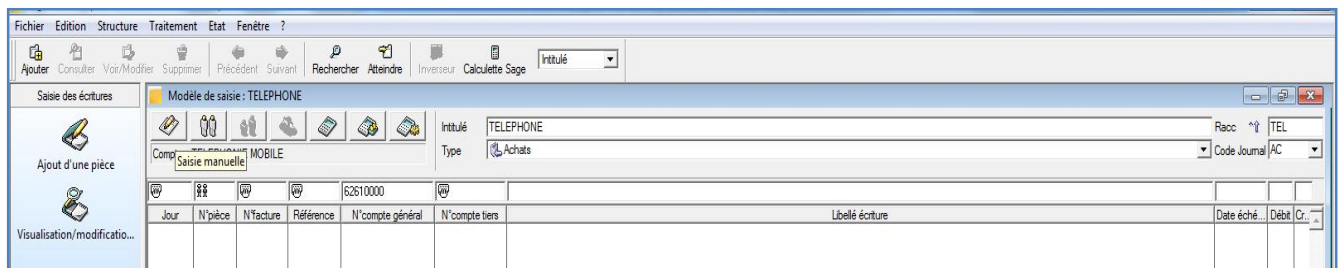 Fichier Edition Structure Traitement Etat Fenêtre ?
Ajouter Consulter Voir/Modifier Supprimer Précédent Suivant Rechercher Atteindre Inverseur Calculette Sage Intitulé
Saisie des écritures
Modèle de saisie : TELEPHONE
Intitulé TELEPHONE Racc TEL
Saisie manuelle MOBILE Type Achats Code Journal AC
Ajout d'une pièce
62610000
Jour N°pièce N°facture Référence N°compte général N°compte tiers Libellé écriture Date éché... Débit Cr...
Visualisation/modificatio...